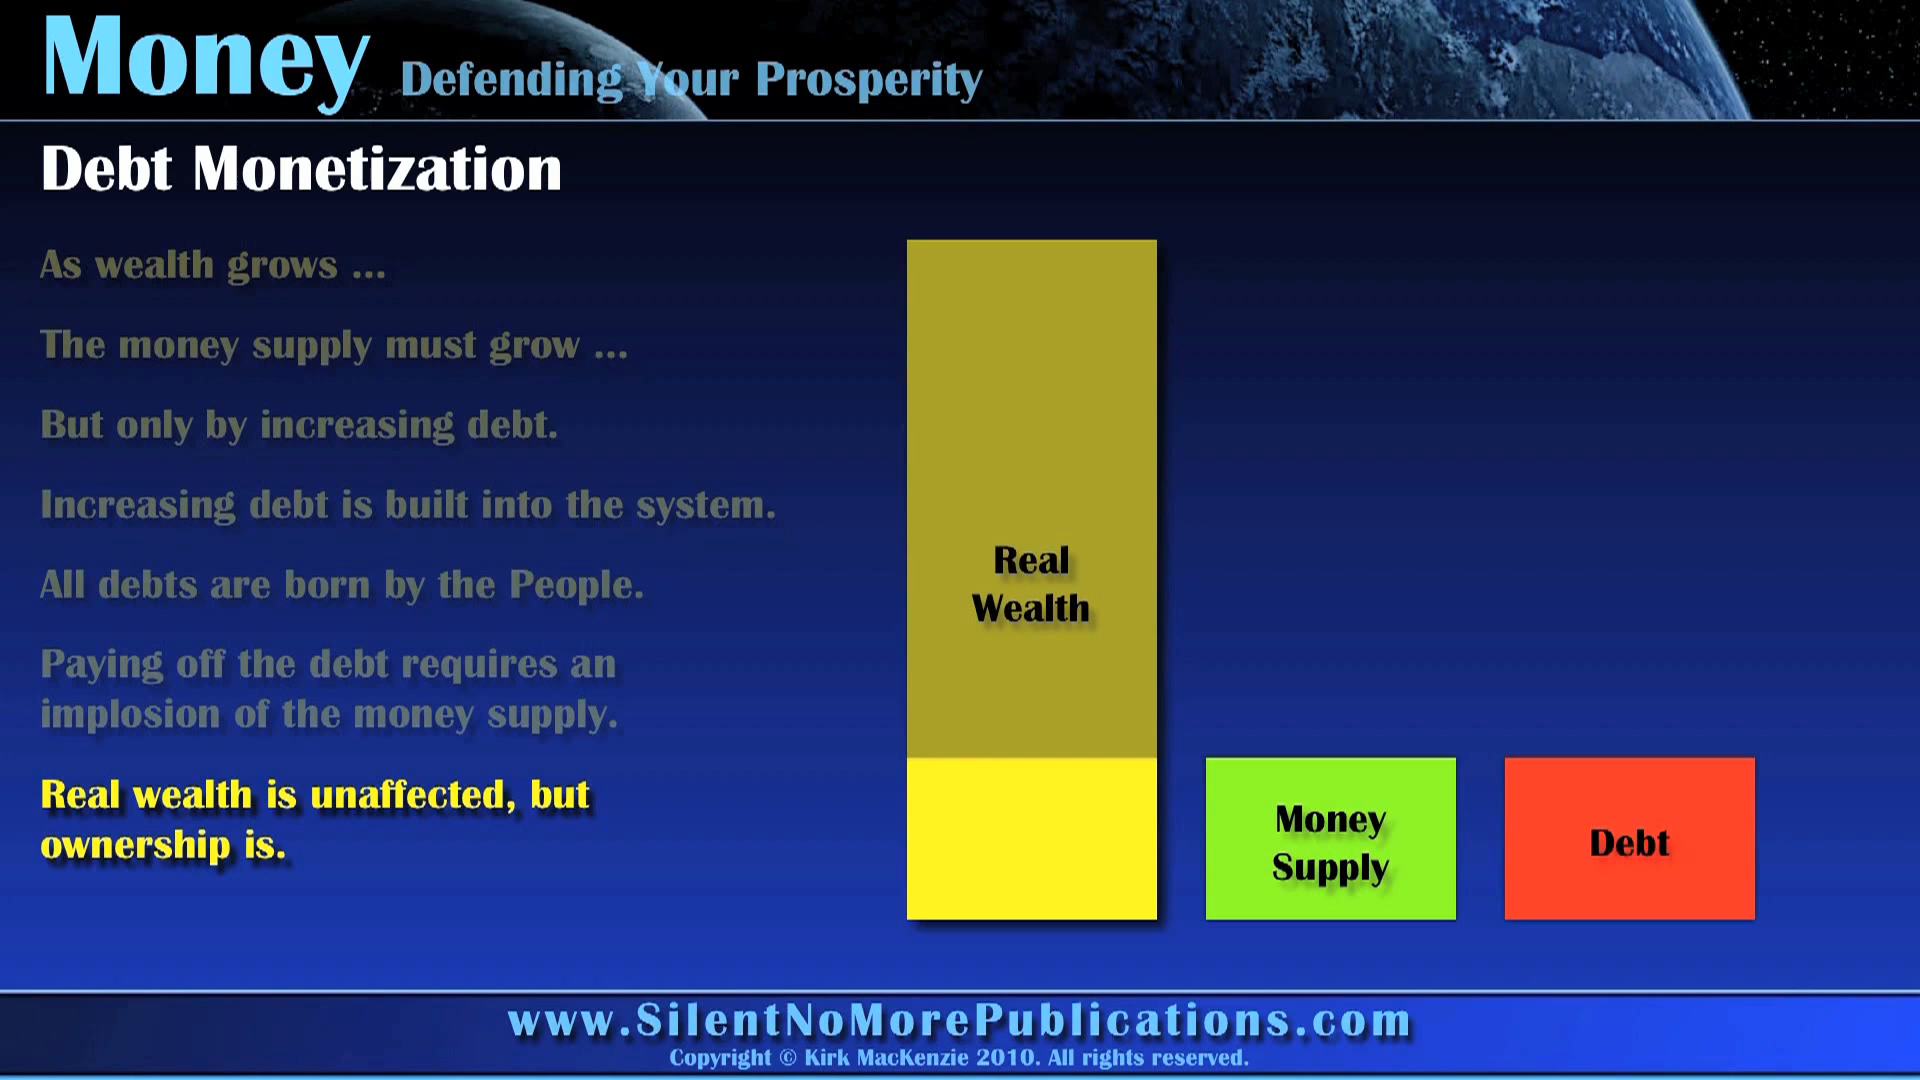 Money Defending Your Prosperity
Debt Monetization
As wealth grows ...
The money supply must grow ...
But only by increasing debt.
Increasing debt is built into the system.
All debts are born by the People.
Paying off the debt requires an
implosion of the money supply.
Real wealth is unaffected, but
ownership is.
Real
Wealth
Money
Supply
Debt
www.SilentNoMorePublications.com
Copyright © Kirk MacKenzie 2010. All rights reserved.